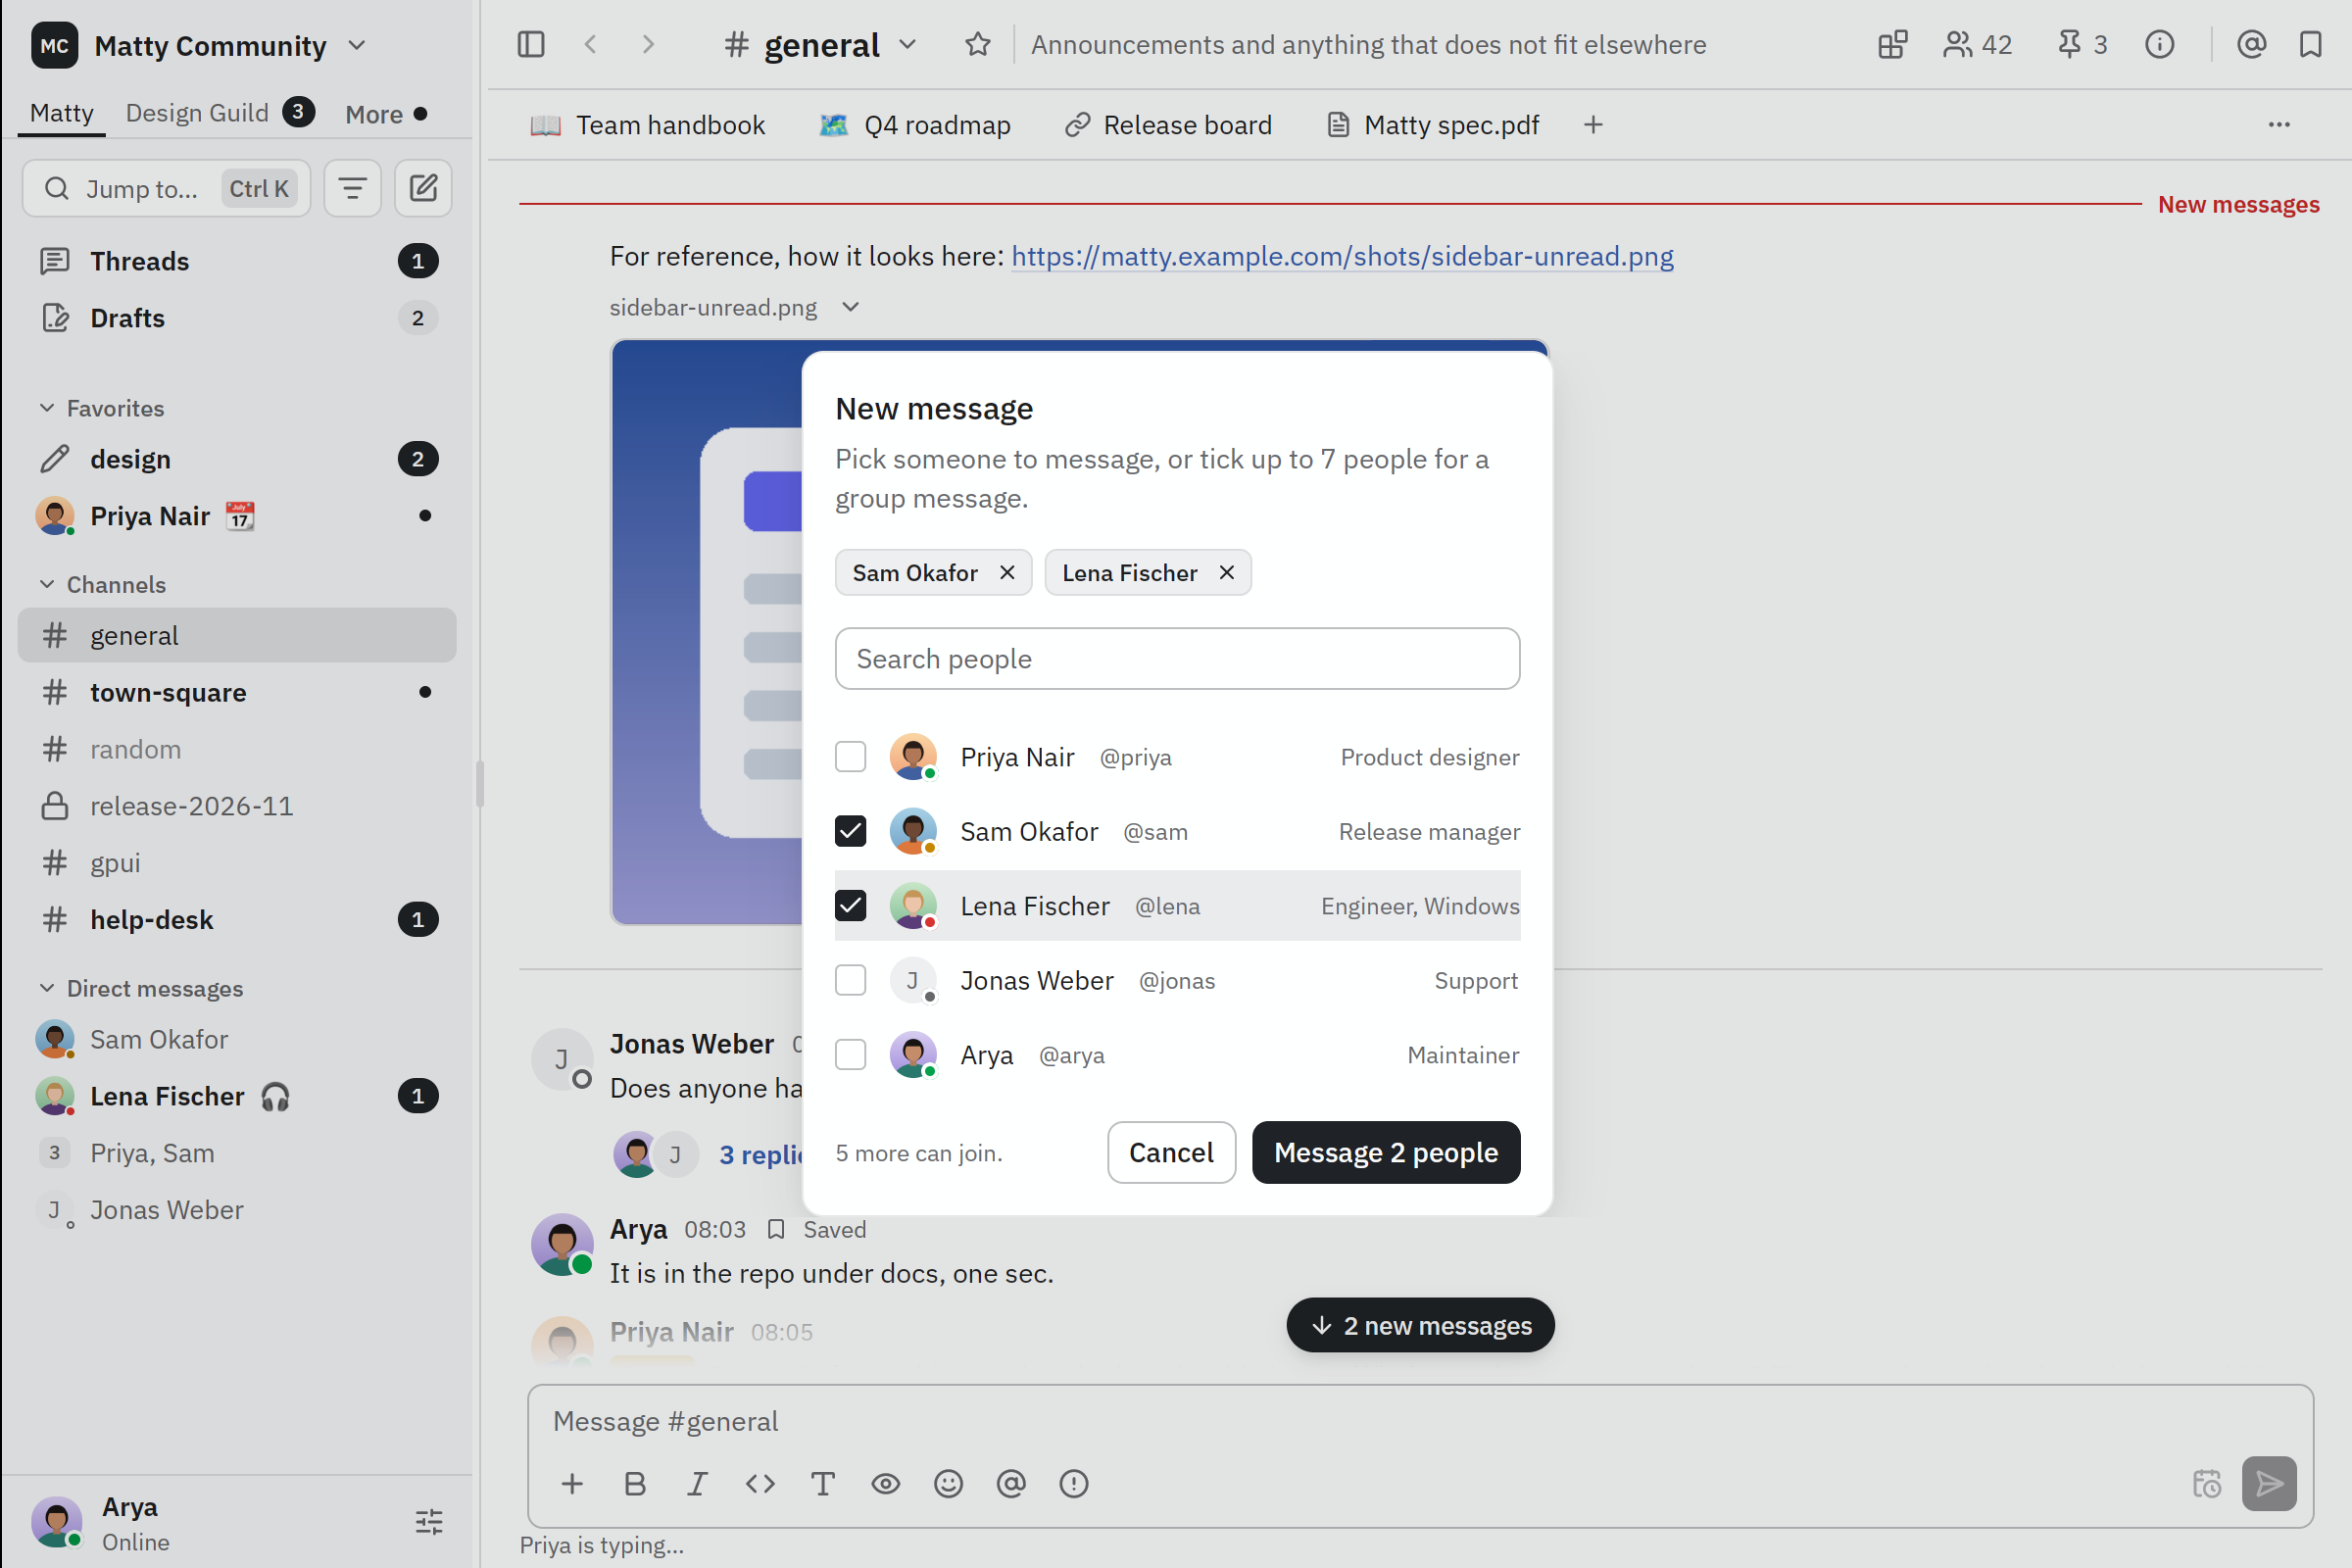 MC Matty Community
Matty Design Guild 3 More
Jump to... Ctrl K
Threads 1
Drafts 2
Favorites
design 2
Priya Nair
Channels
general
town-square
random
release-2026-11
gpui
help-desk 1
Direct messages
Sam Okafor
Lena Fischer 1
3 Priya, Sam
J Jonas Weber
Arya
Online
general Announcements and anything that does not fit elsewhere 42 3
Team handbook Q4 roadmap Release board Matty spec.pdf
New messages
For reference, how it looks here: https://matty.example.com/shots/sidebar-unread.png
sidebar-unread.png
New message
Pick someone to message, or tick up to 7 people for a
group message.
Sam Okafor Lena Fischer
Search people
Priya Nair @priya Product designer
Sam Okafor @sam Release manager
Lena Fischer @lena Engineer, Windows
J Jonas Weber @jonas Support
Arya @arya Maintainer
5 more can join. Cancel Message 2 people
J Jonas Weber
Does anyone
J 3
Arya 08:03 Saved
It is in the repo under docs, one sec.
Priya Nair 08:05
2 new messages
Message #general
Priya is typing...